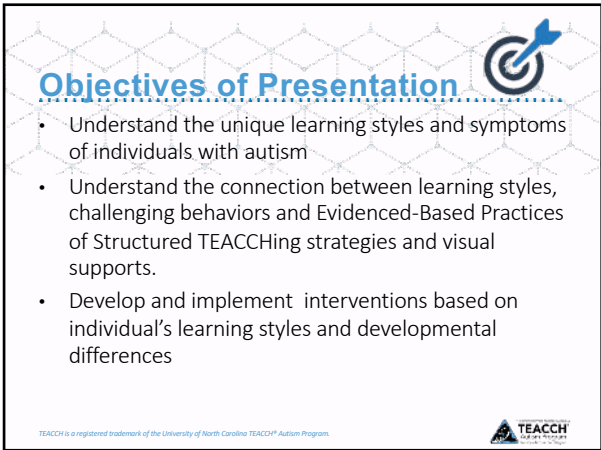 Objectives of Presentation
• Understand the unique learning styles and symptoms
of individuals with autism
• Understand the connection between learning styles,
challenging behaviors and Evidenced-Based Practices
of Structured TEACCHing strategies and visual
supports.
• Develop and implement  interventions based on
individual's learning styles and developmental
differences
TEACCH is a registered trademark of the University of North Carolina TEACCH® Autism Program.
TEACCH
Autism Program